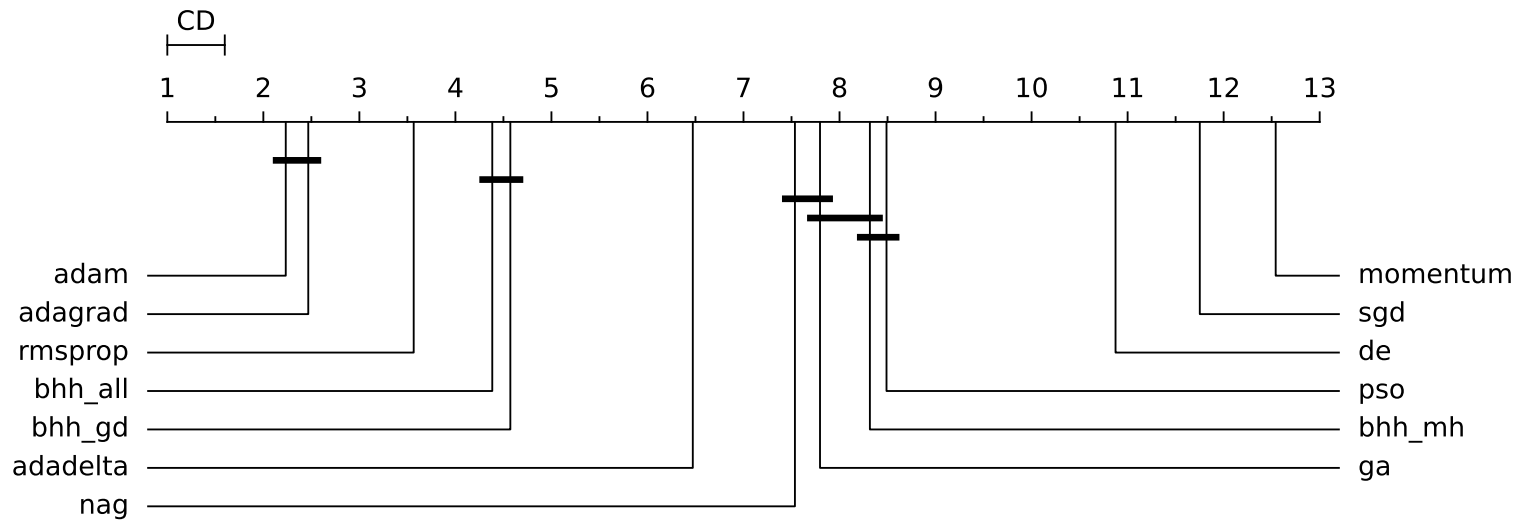 CD
1 2 3 4 5 6 7 8 9 10 11 12 13
adam momentum
adagrad sgd
rmsprop de
bhh_all pso
bhh_gd bhh_mh
adadelta ga
nag